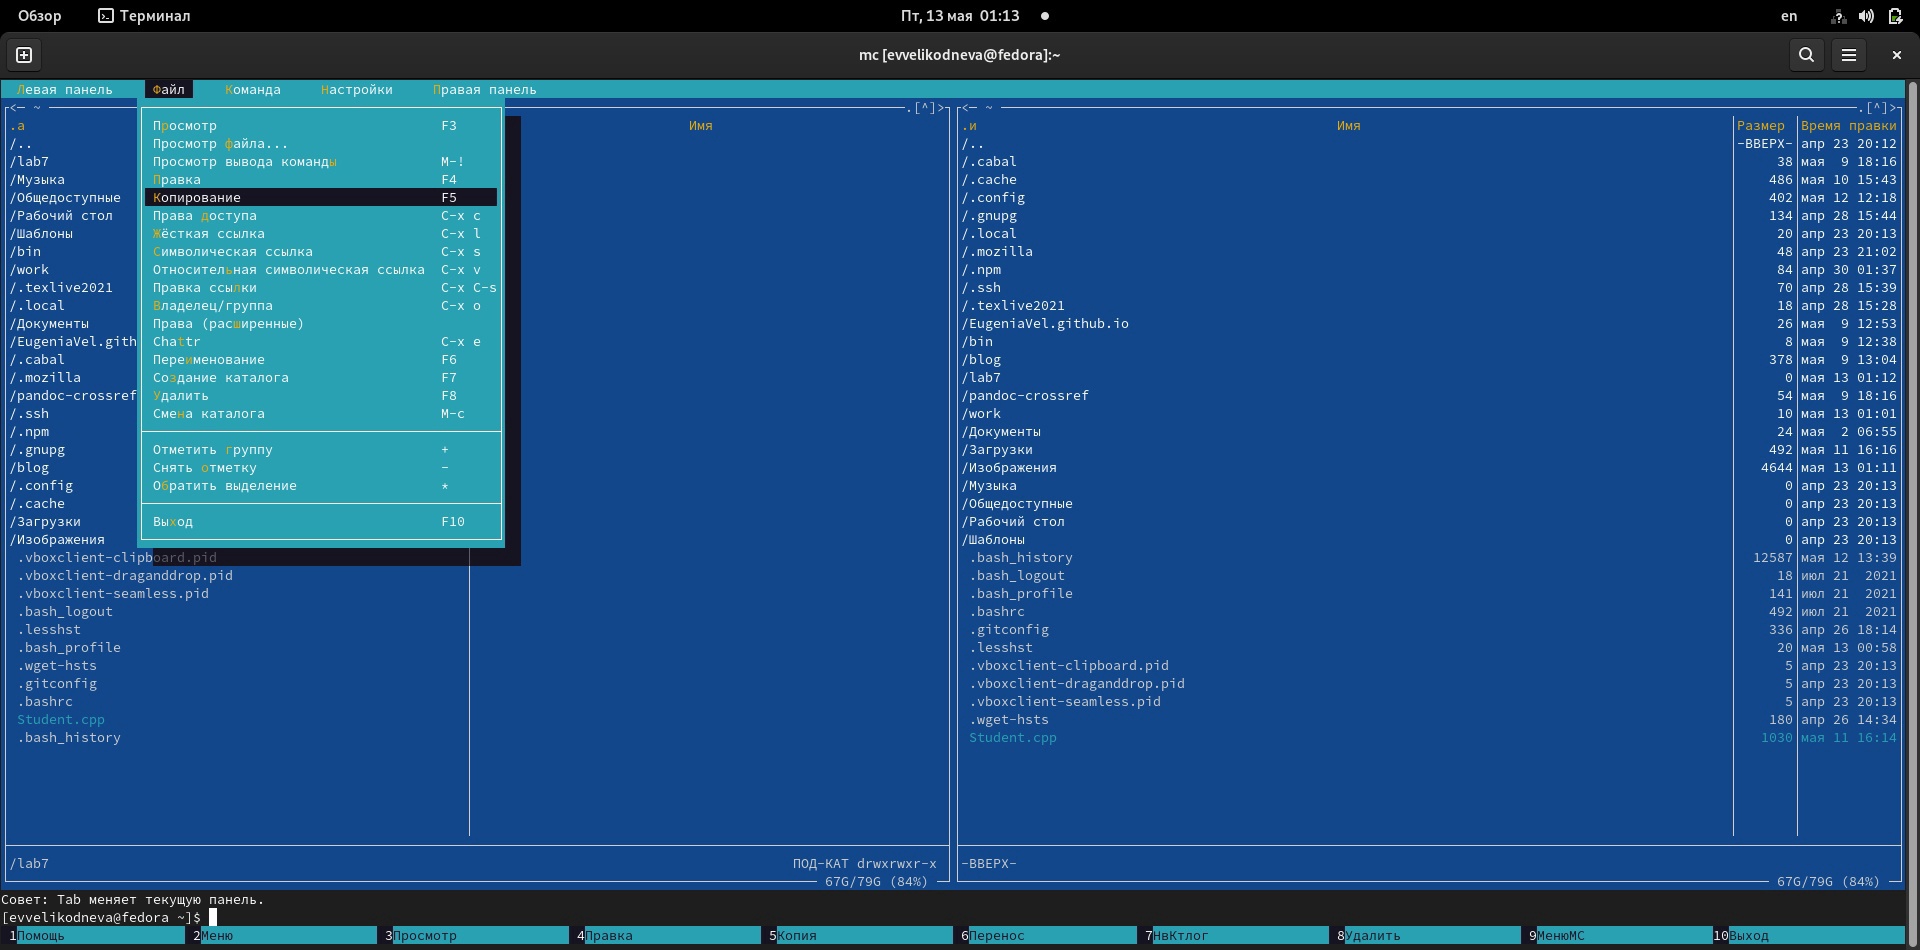 Обзор Терминал Пт, 13 мая 01:13 en
mc [evvelikodneva@fedora]:~
Левая панель Файл Команда Настройки Правая панель
<— ~ .[^]> <— ~ .[^]>
.а Имя .и Имя Размер Время правки
Просмотр F3
Просмотр файла...
Просмотр вывода команды M-!
Правка F4
Копирование F5
Права доступа C-x c
Жёсткая ссылка C-x l
Символическая ссылка C-x s
Относительная символическая ссылка C-x v
Правка ссылки C-x C-s
Владелец/группа C-x o
Права (расширенные)
Chattr C-x e
Переименование F6
Создание каталога F7
Удалить F8
Смена каталога M-c
Отметить группу +
Снять отметку -
Обратить выделение *
Выход F10
/..
/lab7
/Музыка
/Общедоступные
/Рабочий стол
/Шаблоны
/bin
/work
/.texlive2021
/.local
/Документы
/EugeniaVel.gith
/.cabal
/.mozilla
/pandoc-crossref
/.ssh
/.npm
/.gnupg
/blog
/.config
/.cache
/Загрузки
/Изображения
.vboxclient-clipboard.pid
.vboxclient-draganddrop.pid
.vboxclient-seamless.pid
.bash_logout
.lesshst
.bash_profile
.wget-hsts
.gitconfig
.bashrc
Student.cpp
.bash_history
/.. -ВВЕРХ- апр 23 20:12
/.cabal 38 мая 9 18:16
/.cache 486 мая 10 15:43
/.config 402 мая 12 12:18
/.gnupg 134 апр 28 15:44
/.local 20 апр 23 20:13
/.mozilla 48 апр 23 21:02
/.npm 84 апр 30 01:37
/.ssh 70 апр 28 15:39
/.texlive2021 18 апр 28 15:28
/EugeniaVel.github.io 26 мая 9 12:53
/bin 8 мая 9 12:38
/blog 378 мая 9 13:04
/lab7 0 мая 13 01:12
/pandoc-crossref 54 мая 9 18:16
/work 10 мая 13 01:01
/Документы 24 мая 2 06:55
/Загрузки 492 мая 11 16:16
/Изображения 4644 мая 13 01:11
/Музыка 0 апр 23 20:13
/Общедоступные 0 апр 23 20:13
/Рабочий стол 0 апр 23 20:13
/Шаблоны 0 апр 23 20:13
.bash_history 12587 мая 12 13:39
.bash_logout 18 июл 21 2021
.bash_profile 141 июл 21 2021
.bashrc 492 июл 21 2021
.gitconfig 336 апр 26 18:14
.lesshst 20 мая 13 00:58
.vboxclient-clipboard.pid 5 апр 23 20:13
.vboxclient-draganddrop.pid 5 апр 23 20:13
.vboxclient-seamless.pid 5 апр 23 20:13
.wget-hsts 180 апр 26 14:34
Student.cpp 1030 мая 11 16:14
/lab7 ПОД-КАТ drwxrwxr-x -ВВЕРХ-
67G/79G (84%) 67G/79G (84%)
Совет: Tab меняет текущую панель.
[evvelikodneva@fedora ~]$
1Помощь 2Меню 3Просмотр 4Правка 5Копия 6Перенос 7НвКтлог 8Удалить 9МенюMC 10Выход